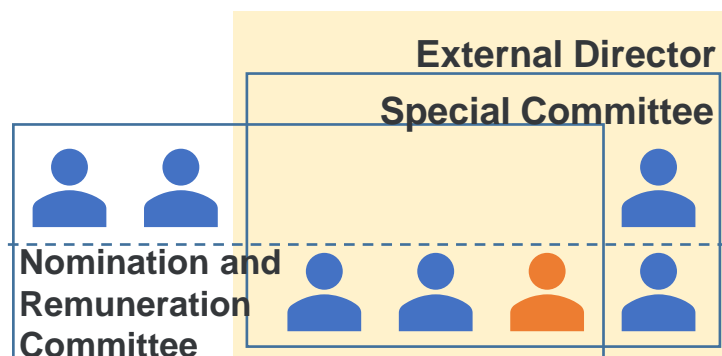 External Director
Special Committee
Nomination and
Remuneration
Committee